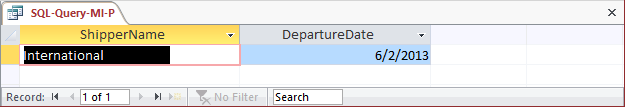 SQL-Query-MI-P
ShipperName DepartureDate
International 6/2/2013
Record: 1 of 1 No Filter Search